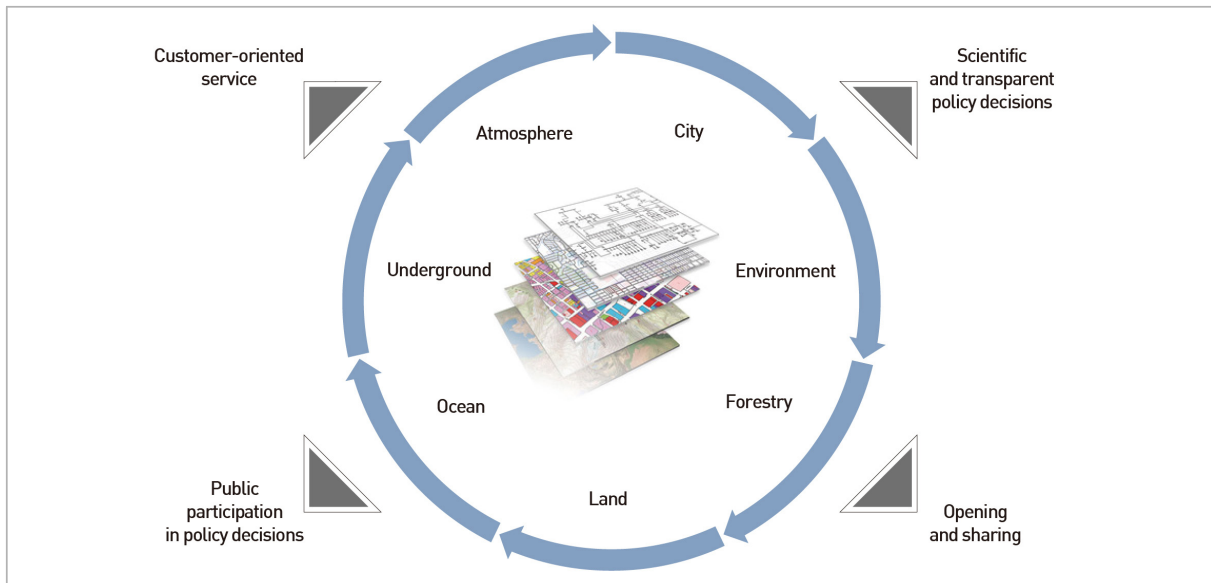 Customer-oriented
service
Scientific
and transparent
policy decisions
Atmosphere
City
Underground
Environment
Ocean
Forestry
Land
Public
participation
in policy decisions
Opening
and sharing